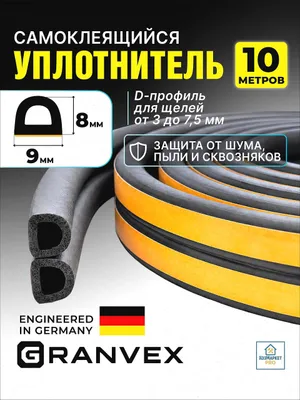 САМОКЛЕЯЩИЙСЯ
УПЛОТНИТЕЛЬ
10
МЕТРОВ
D-профиль
для щелей
от 3 до 7,5 мм
8мм
9мм
ЗАЩИТА ОТ ШУМА,
ПЫЛИ И СКВОЗНЯКОВ
ENGINEERED
IN GERMANY
GRANVEX
PRO